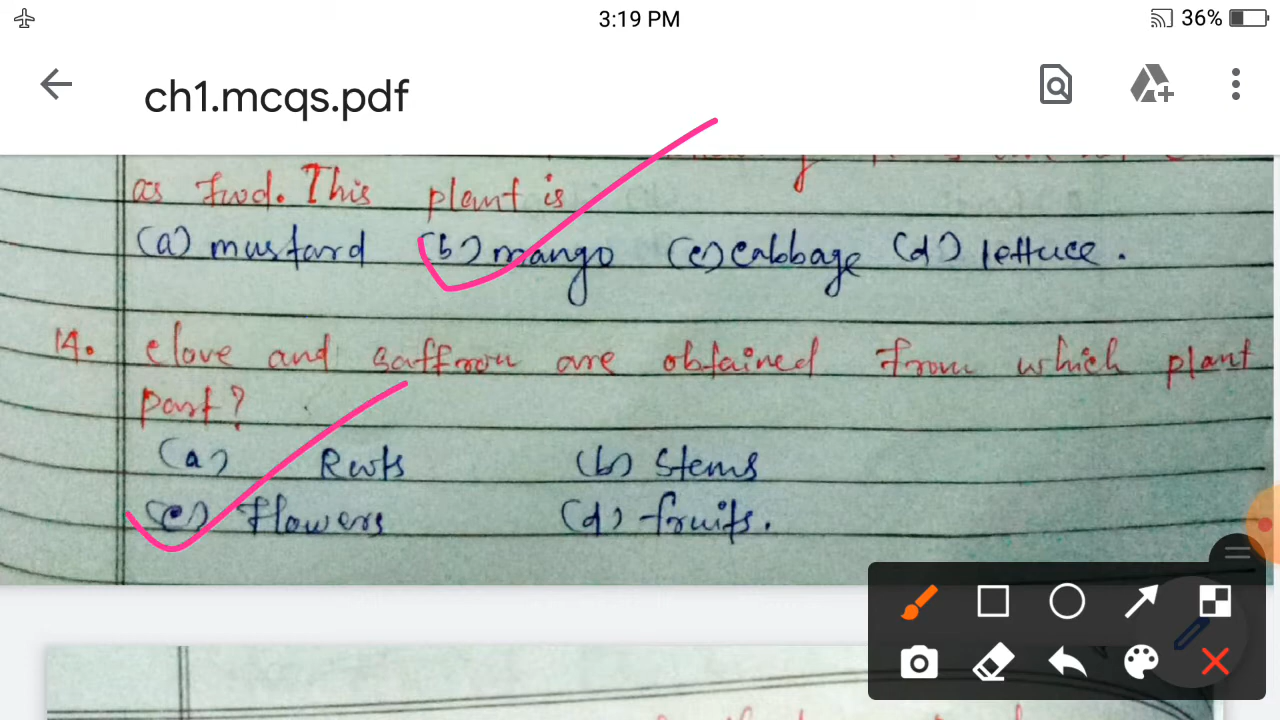 3:19 PM
36%
ch1.mcqs.pdf
as food. This plant is
(a) mustard (b) mango (c) cabbage (d) lettuce.
14. clove and saffron are obtained from which plant
part?
(a) Roots (b) Stems
(c) flowers (d) fruits.